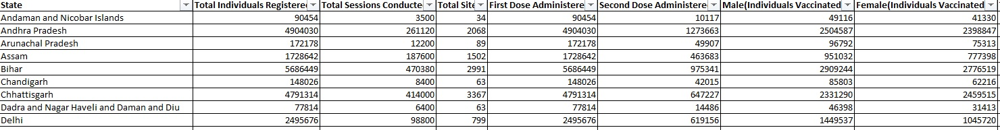 State Total Individuals Registere Total Sessions Conducte Total Site First Dose Administere Second Dose Administere Male(Individuals Vaccinated Female(Individuals Vaccinated
Andaman and Nicobar Islands 90454 3500 34 90454 10117 49116 41330
Andhra Pradesh 4904030 261120 2068 4904030 1273663 2504587 2398847
Arunachal Pradesh 172178 12200 89 172178 49907 96792 75313
Assam 1728642 187600 1502 1728642 463683 951032 777398
Bihar 5686449 470380 2991 5686449 975341 2909244 2776519
Chandigarh 148026 8400 63 148026 42015 85803 62216
Chhattisgarh 4791314 414000 3367 4791314 647227 2331290 2459515
Dadra and Nagar Haveli and Daman and Diu 77814 6400 63 77814 14486 46398 31413
Delhi 2495676 98800 799 2495676 619156 1449537 1045720